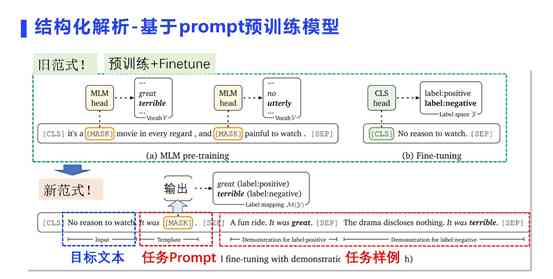 结构化解析-基于prompt预训练模型
旧范式! 预训练+Finetune
MLM head
...
great
terrible
...
Vocab V
MLM head
...
no
utterly
...
Vocab V
CLS head
label:positive
label:negative
Label space Y
[CLS] it's a [MASK] movie in every regard , and [MASK] painful to watch . [SEP]
[CLS] No reason to watch . [SEP]
(a) MLM pre-training
(b) Fine-tuning
新范式!
输出
great (label:positive)
terrible (label:negative)
Label mapping M(Y)
[CLS] No reason to watch . It was [MASK] . [SEP] A fun ride. It was great . [SEP] The drama discloses nothing. It was terrible . [SEP]
Input Template Demonstration for label:positive Demonstration for label:negative
目标文本 任务Prompt l fine-tuning with demonstratic 任务样例 h)